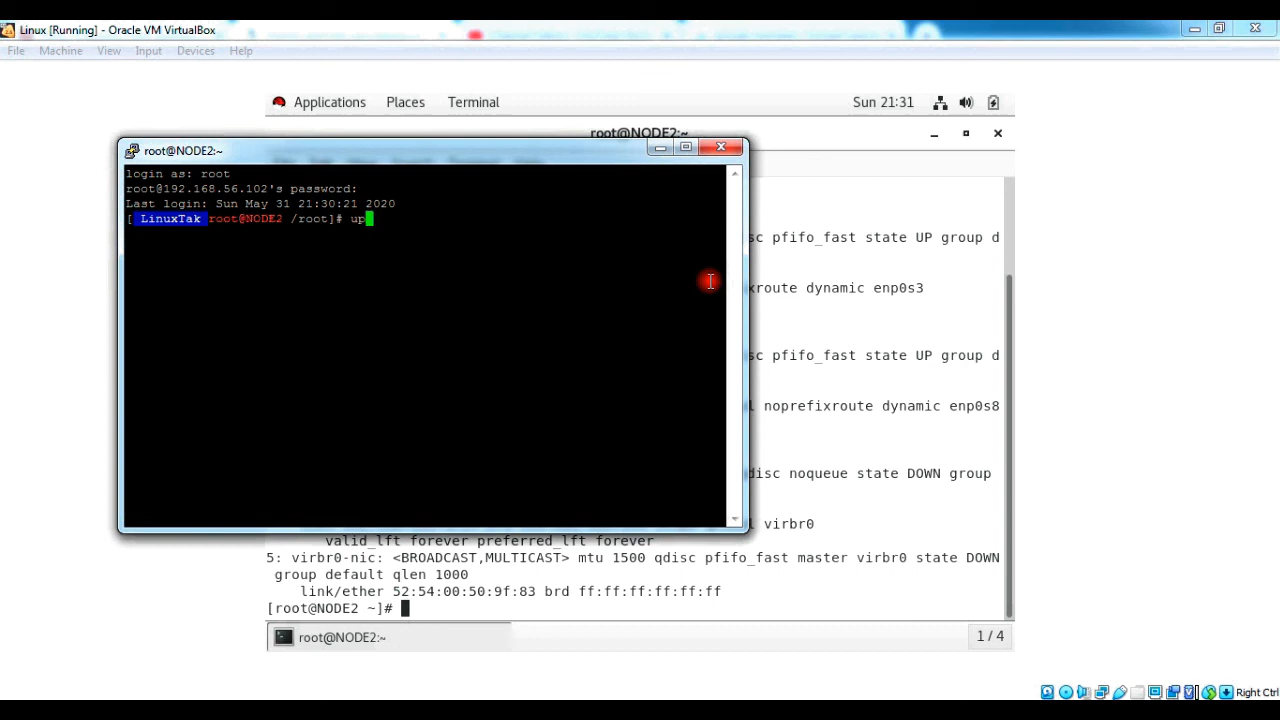 Linux [Running] - Oracle VM VirtualBox
File Machine View Input Devices Help
Applications Places Terminal Sun 21:31
root@NODE2:~
root@NODE2:~
login as: root
root@192.168.56.102's password:
Last login: Sun May 31 21:30:21 2020
[ LinuxTak root@NODE2 /root]# up
sc pfifo_fast state UP group d
xroute dynamic enp0s3
sc pfifo_fast state UP group d
l noprefixroute dynamic enp0s8
disc noqueue state DOWN group
l virbr0
valid_lft forever preferred_lft forever
5: virbr0-nic: <BROADCAST,MULTICAST> mtu 1500 qdisc pfifo_fast master virbr0 state DOWN
group default qlen 1000
link/ether 52:54:00:50:9f:83 brd ff:ff:ff:ff:ff:ff
[root@NODE2 ~]#
root@NODE2:~ 1 / 4
Right Ctrl